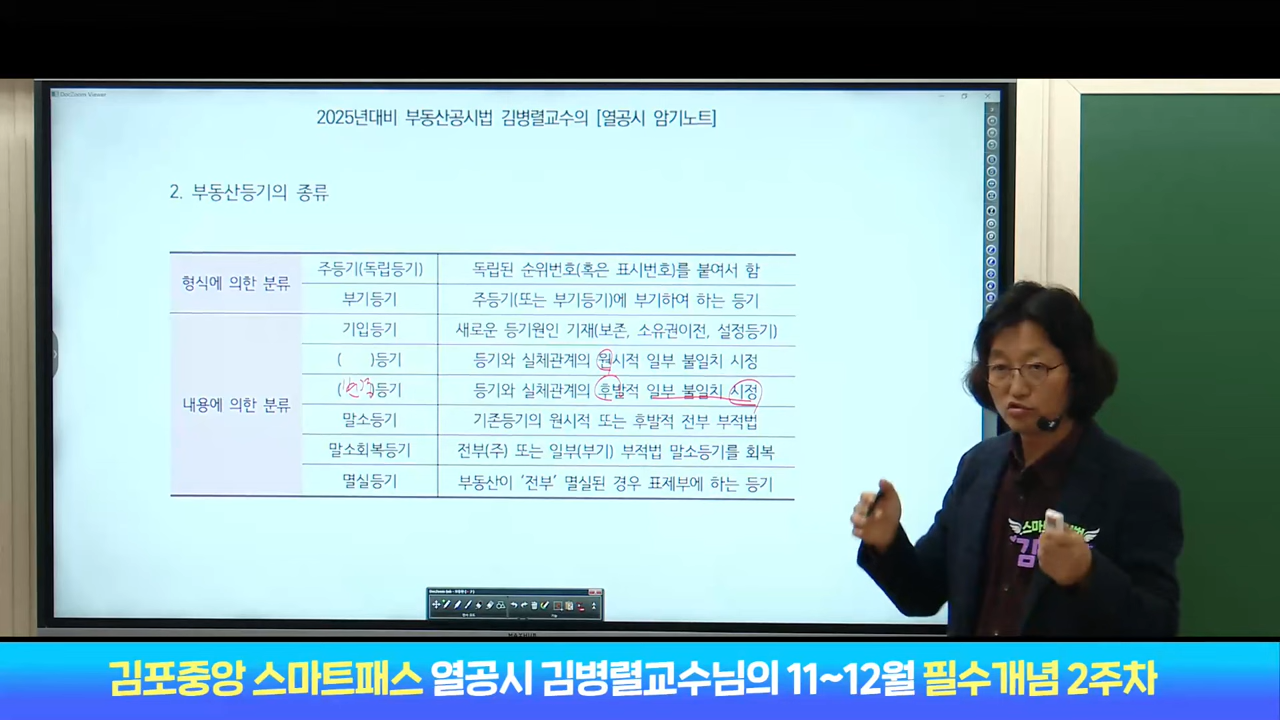 DocZoom Viewer
2025년대비 부동산공시법 김병렬교수의 [열공시 암기노트]
2. 부동산등기의 종류
형식에 의한 분류
주등기(독립등기) 독립된 순위번호(혹은 표시번호)를 붙여서 함
부기등기 주등기(또는 부기등기)에 부기하여 하는 등기
내용에 의한 분류
기입등기 새로운 등기원인 기재(보존, 소유권이전, 설정등기)
( )등기 등기와 실체관계의 원시적 일부 불일치 시정
( )등기 등기와 실체관계의 후발적 일부 불일치 시정
말소등기 기존등기의 원시적 또는 후발적 전부 부적법
말소회복등기 전부(주) 또는 일부(부기) 부적법 말소등기를 회복
멸실등기 부동산이 '전부' 멸실된 경우 표제부에 하는 등기
스마트
김
김포중앙 스마트패스 열공시 김병렬교수님의 11~12월 필수개념 2주차